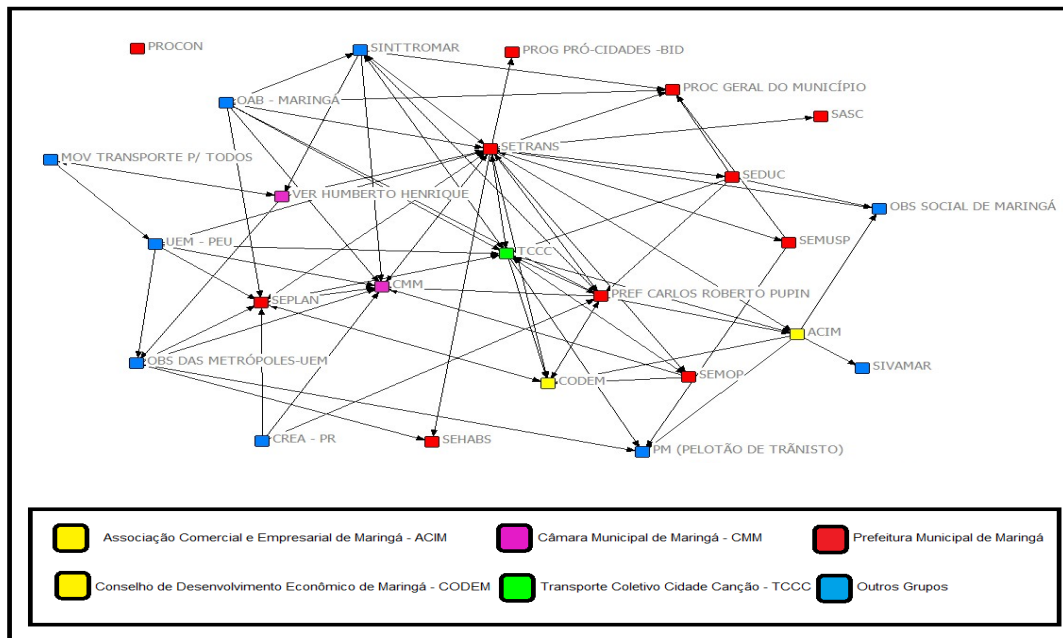 PROCON
SINTTROMAR
PROG PRÓ-CIDADES -BID
PROC GERAL DO MUNICÍPIO
OAB - MARINGÁ
SASC
SETRANS
MOV TRANSPORTE P/ TODOS
SEDUC
VER HUMBERTO HENRIQUE
OBS SOCIAL DE MARINGÁ
UEM - PEU
SEMUSP
TCCC
CMM
SEPLAN
PREF CARLOS ROBERTO PUPIN
ACIM
OBS DAS METRÓPOLES-UEM
SIVAMAR
CODEM
SEMOP
CREA - PR
SEHABS
PM (PELOTÃO DE TRÂNISTO)
Associação Comercial e Empresarial de Maringá - ACIM
Câmara Municipal de Maringá - CMM
Prefeitura Municipal de Maringá
Conselho de Desenvolvimento Econômico de Maringá - CODEM
Transporte Coletivo Cidade Canção - TCCC
Outros Grupos